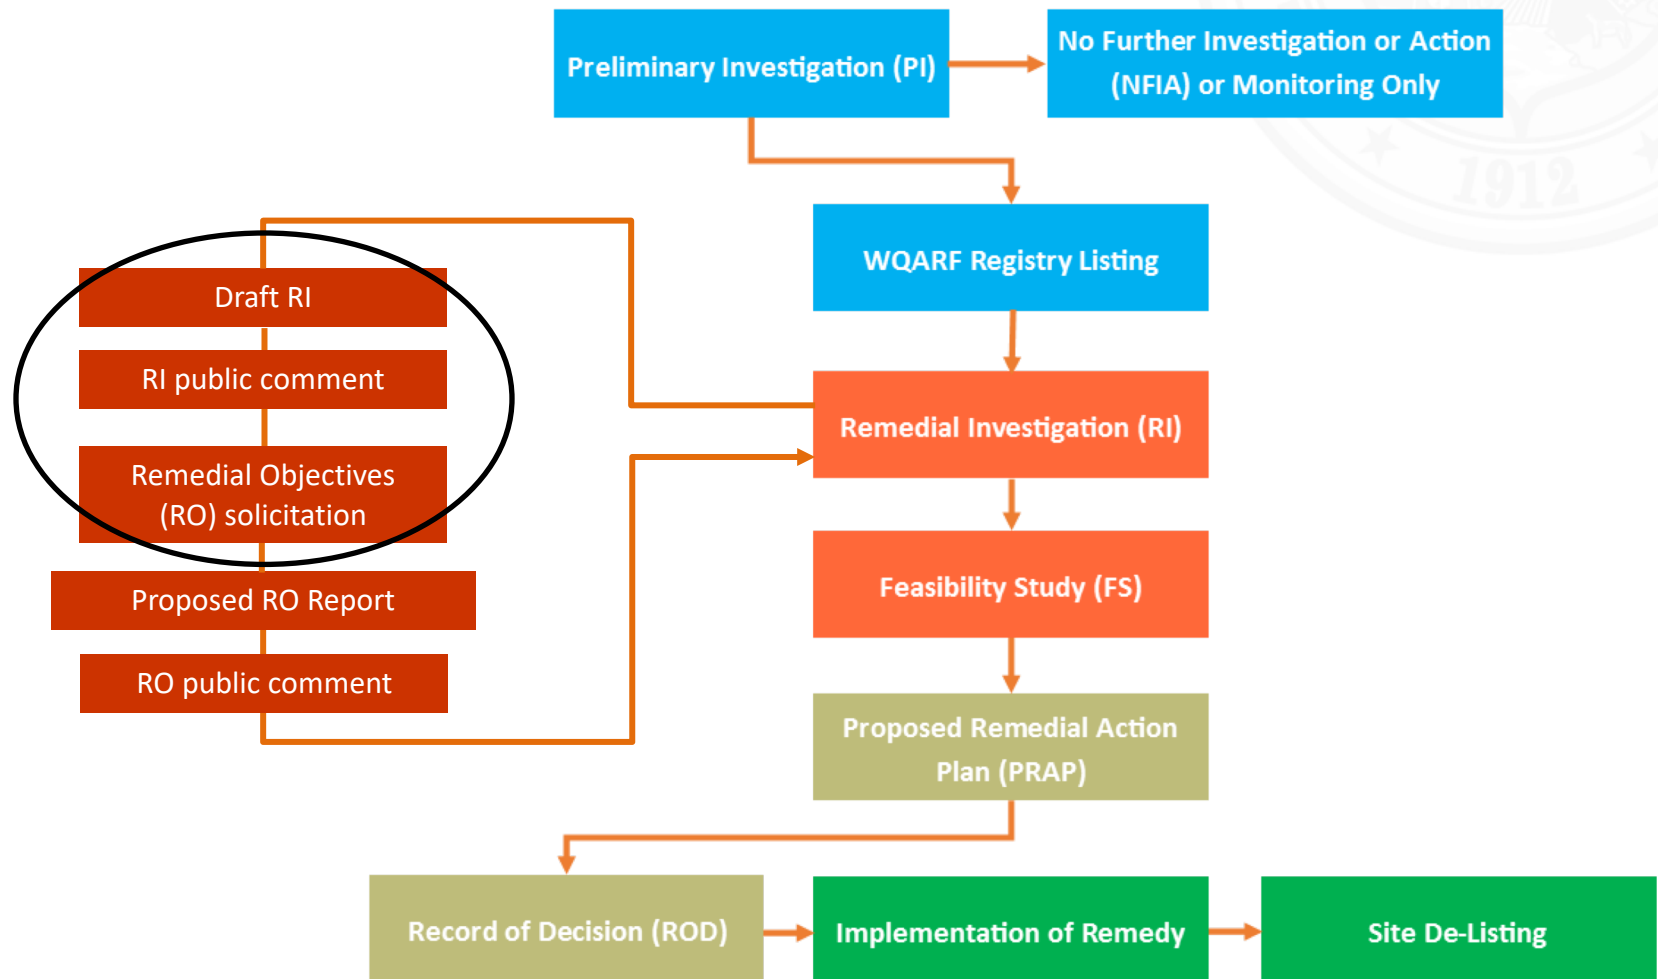 Preliminary Investigation (PI)
No Further Investigation or Action
(NFIA) or Monitoring Only
1912
WQARF Registry Listing
Draft RI
RI public comment
Remedial Objectives
(RO) solicitation
Proposed RO Report
RO public comment
Remedial Investigation (RI)
Feasibility Study (FS)
Proposed Remedial Action
Plan (PRAP)
Record of Decision (ROD)
Implementation of Remedy
Site De-Listing